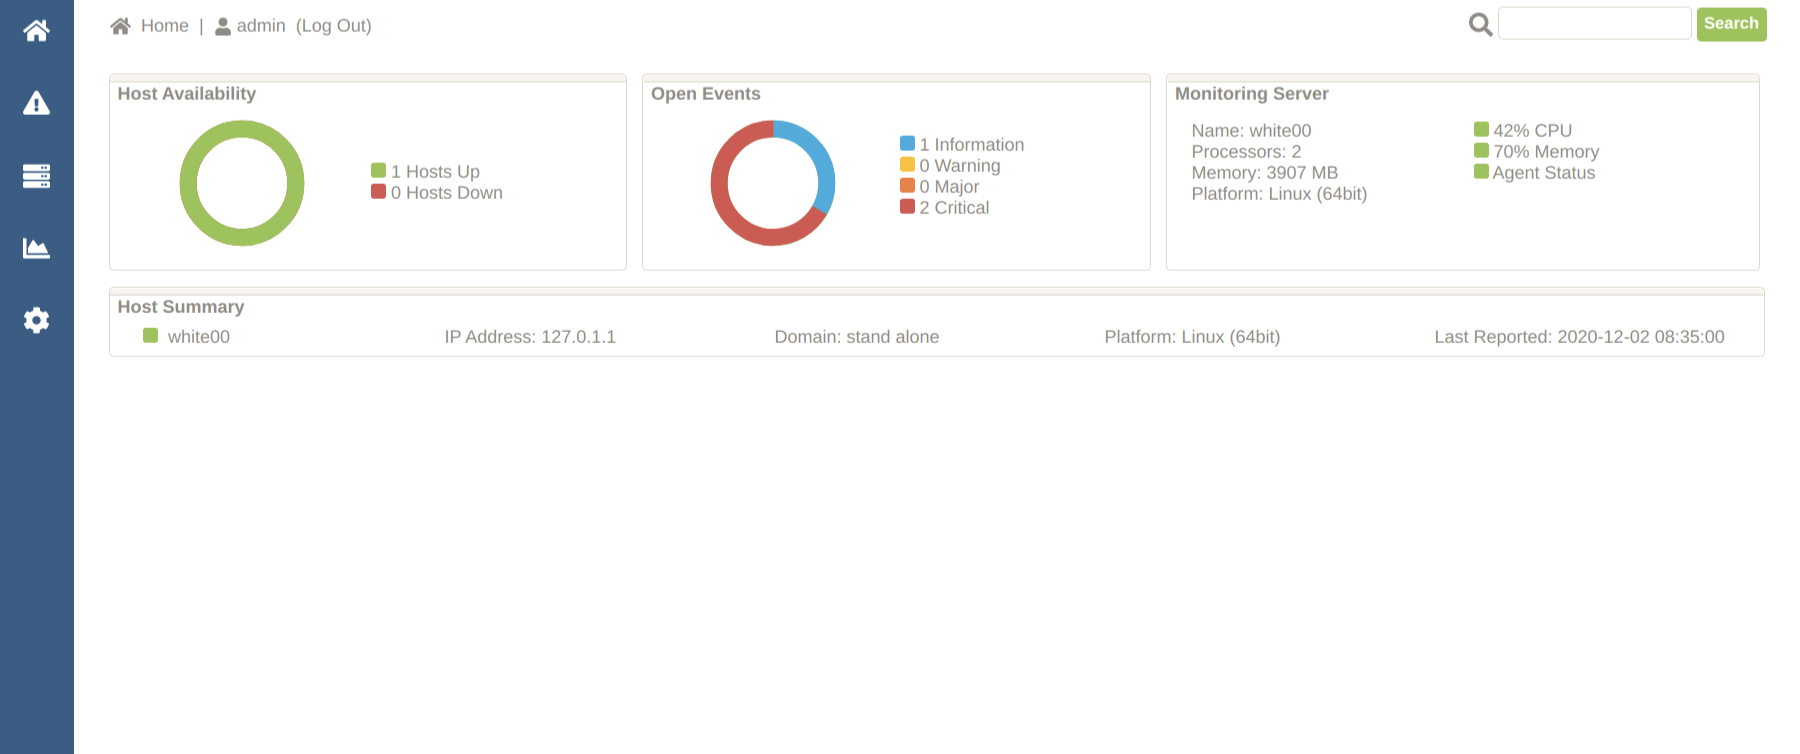 Home | admin (Log Out)
Search
Host Availability
1 Hosts Up
0 Hosts Down
Open Events
1 Information
0 Warning
0 Major
2 Critical
Monitoring Server
Name: white00
Processors: 2
Memory: 3907 MB
Platform: Linux (64bit)
42% CPU
70% Memory
Agent Status
Host Summary
white00 IP Address: 127.0.1.1 Domain: stand alone Platform: Linux (64bit) Last Reported: 2020-12-02 08:35:00